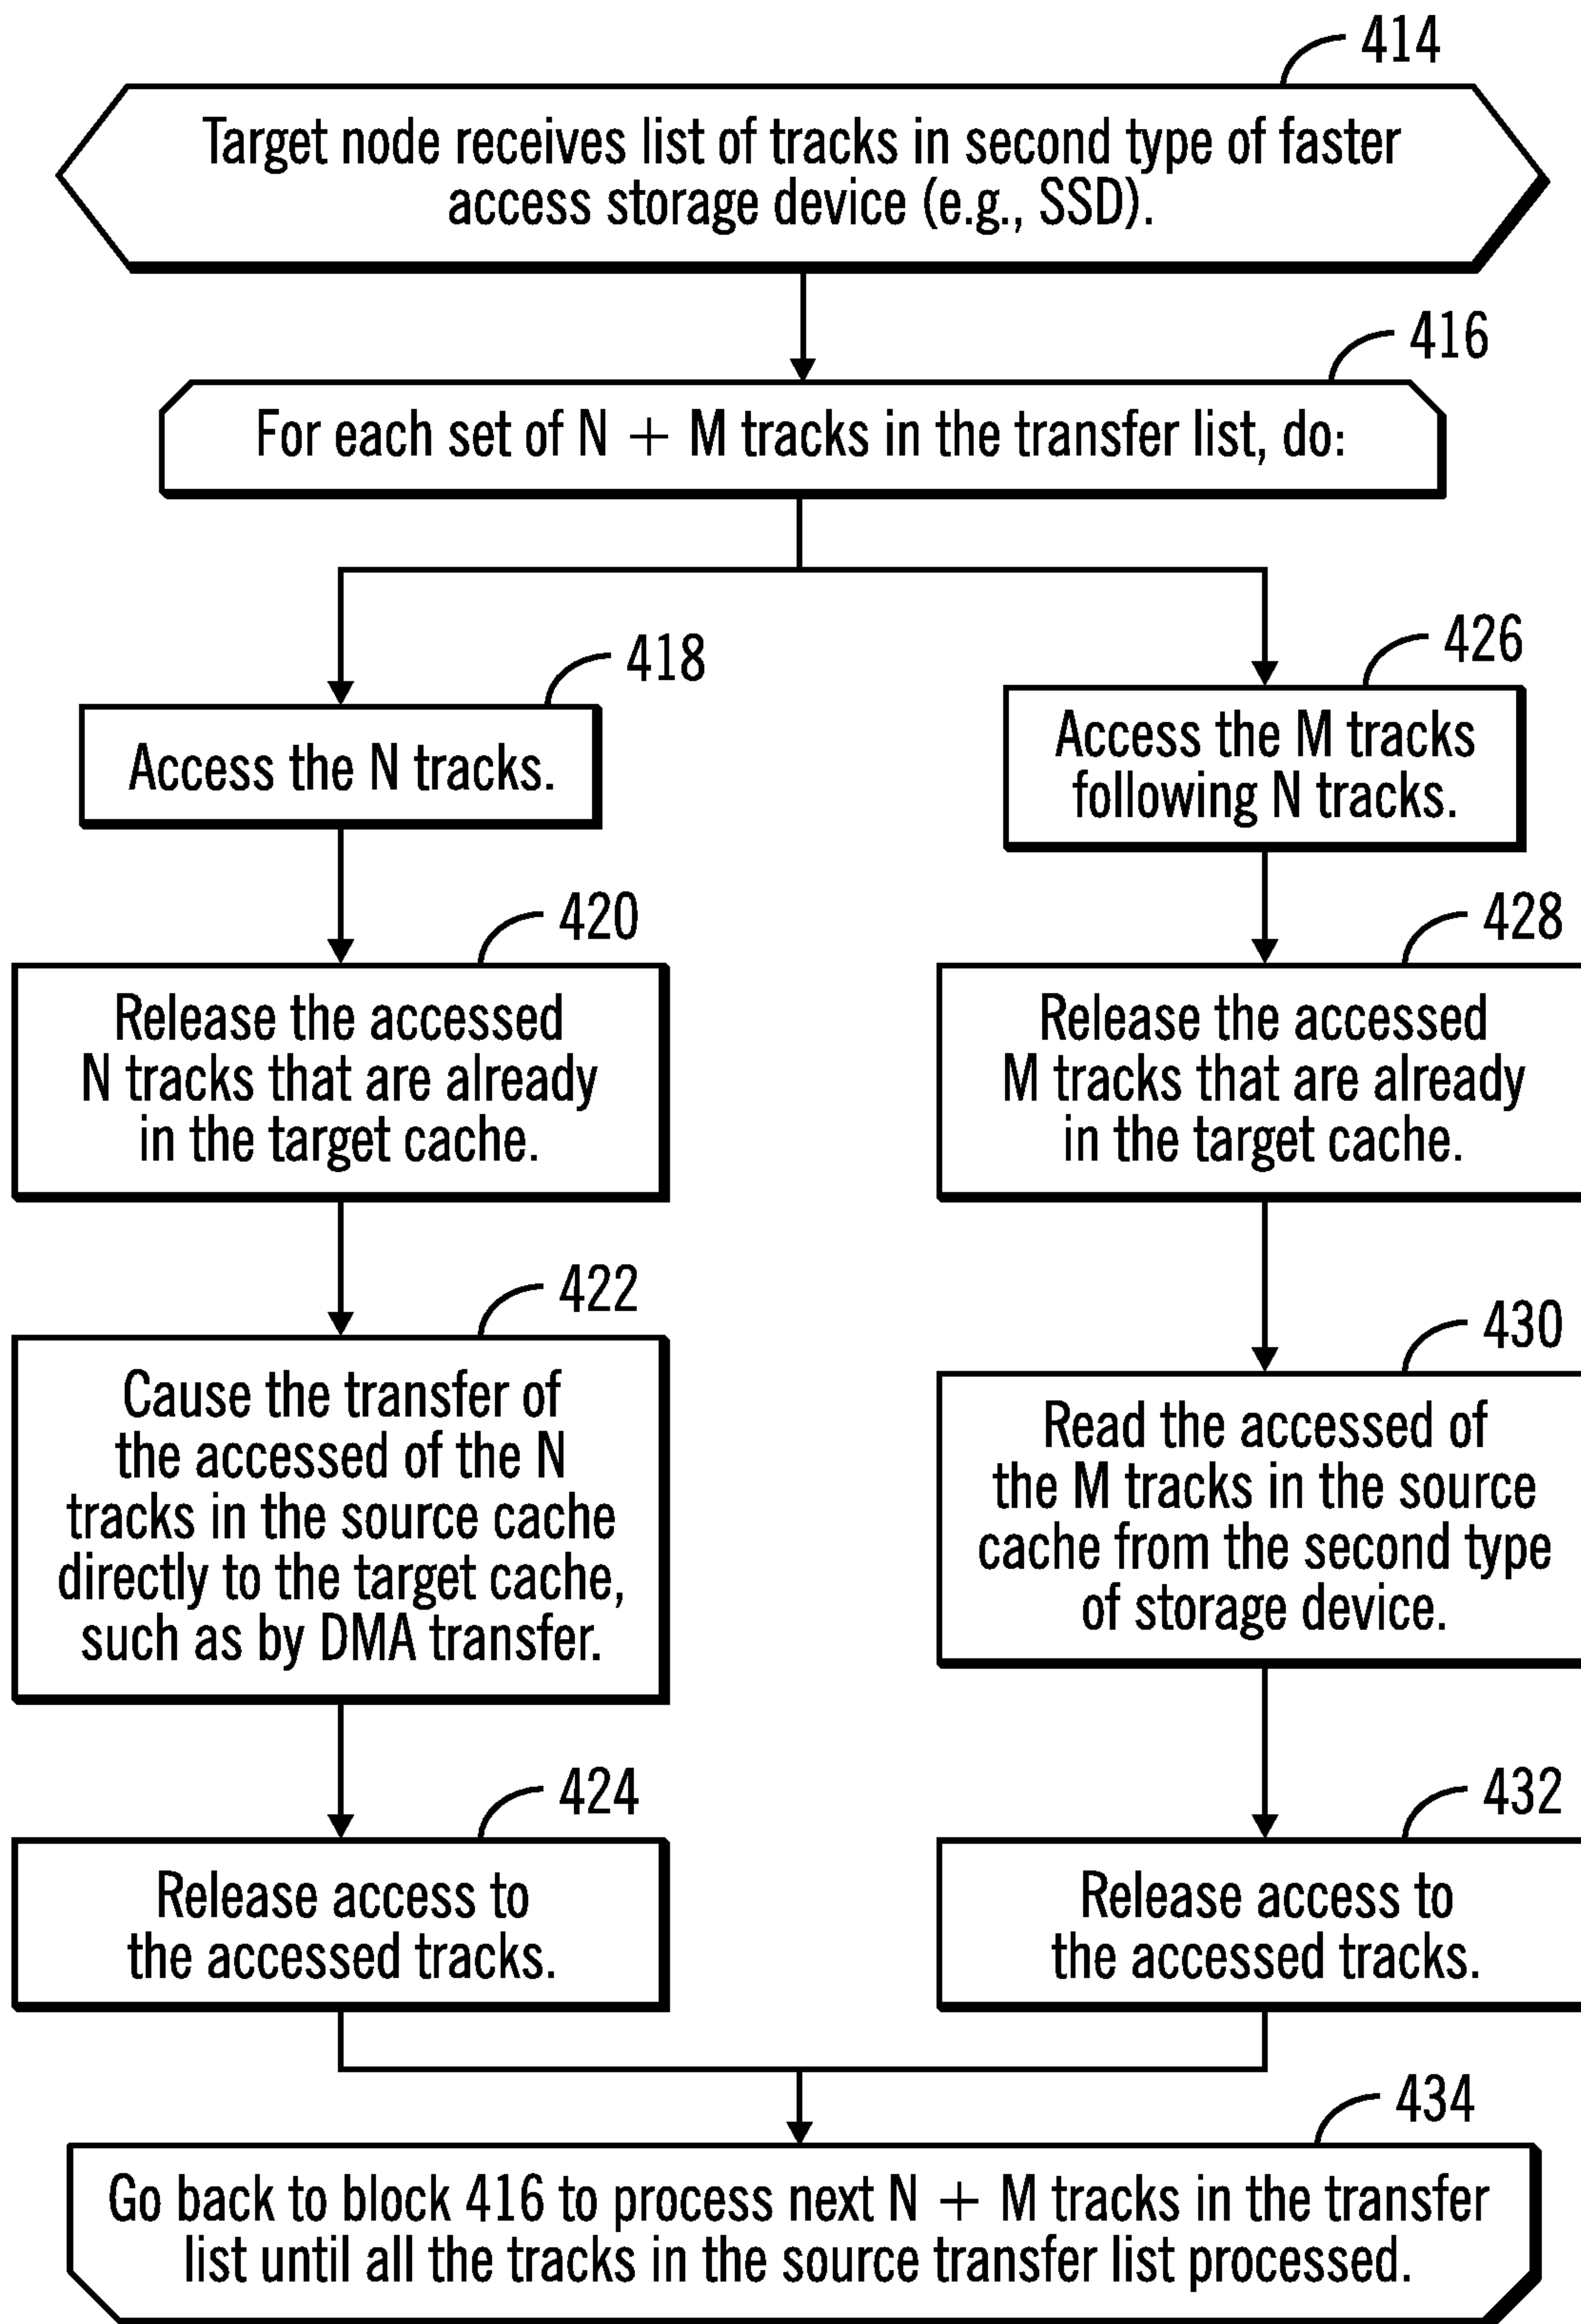 414
Target node receives list of tracks in second type of faster
access storage device (e.g., SSD).
416
For each set of N + M tracks in the transfer list, do:
418
Access the N tracks.
420
Release the accessed
N tracks that are already
in the target cache.
422
Cause the transfer of
the accessed of the N
tracks in the source cache
directly to the target cache,
such as by DMA transfer.
424
Release access to
the accessed tracks.
426
Access the M tracks
following N tracks.
428
Release the accessed
M tracks that are already
in the target cache.
430
Read the accessed of
the M tracks in the source
cache from the second type
of storage device.
432
Release access to
the accessed tracks.
434
Go back to block 416 to process next N + M tracks in the transfer
list until all the tracks in the source transfer list processed.